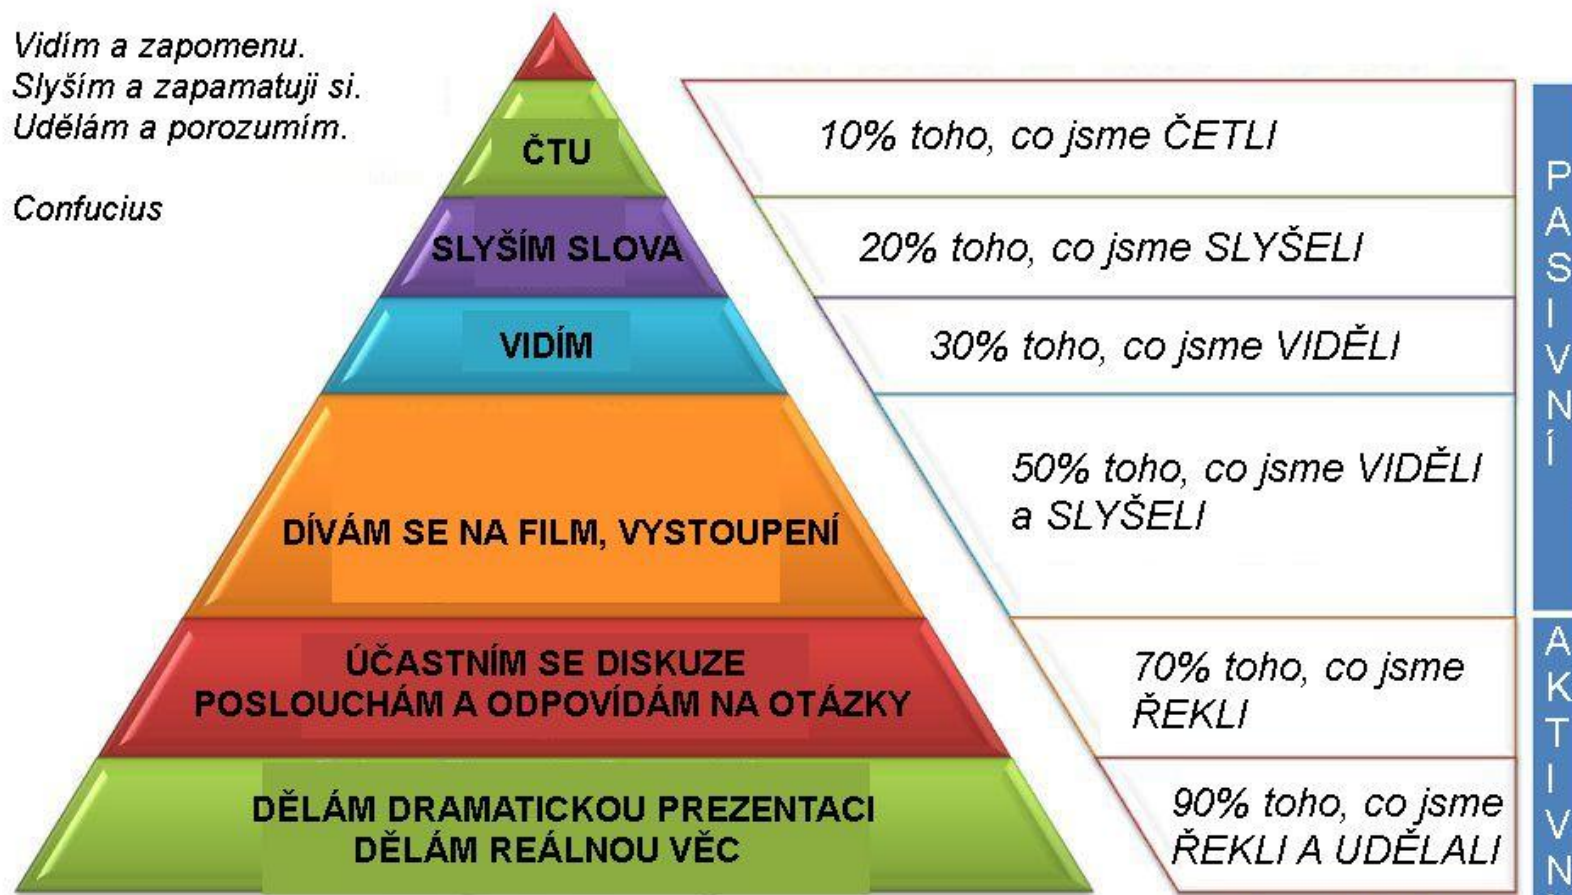 Vidím a zapomenu.
Slyším a zapamatuji si.
Udělám a porozumím.
Confucius
ČTU
10% toho, co jsme ČETLI
SLYŠÍM SLOVA
20% toho, co jsme SLYŠELI
VIDÍM
30% toho, co jsme VIDĚLI
DÍVÁM SE NA FILM, VYSTOUPENÍ
50% toho, co jsme VIDĚLI
a SLYŠELI
ÚČASTNÍM SE DISKUZE
POSLOUCHÁM A ODPOVÍDÁM NA OTÁZKY
70% toho, co jsme
ŘEKLI
DĚLÁM DRAMATICKOU PREZENTACI
DĚLÁM REÁLNOU VĚC
90% toho, co jsme
ŘEKLI A UDĚLALI
PASIVNÍ
AKTIVN